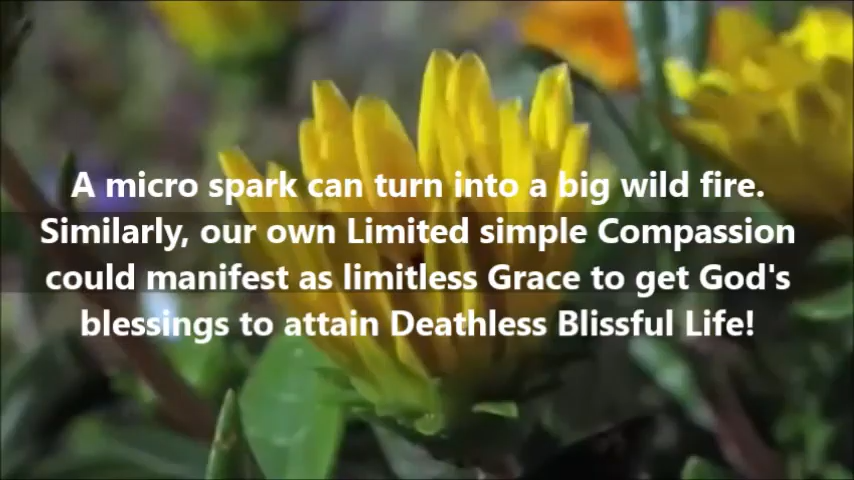 A micro spark can turn into a big wild fire.
Similarly, our own Limited simple Compassion
could manifest as limitless Grace to get God's
blessings to attain Deathless Blissful Life!